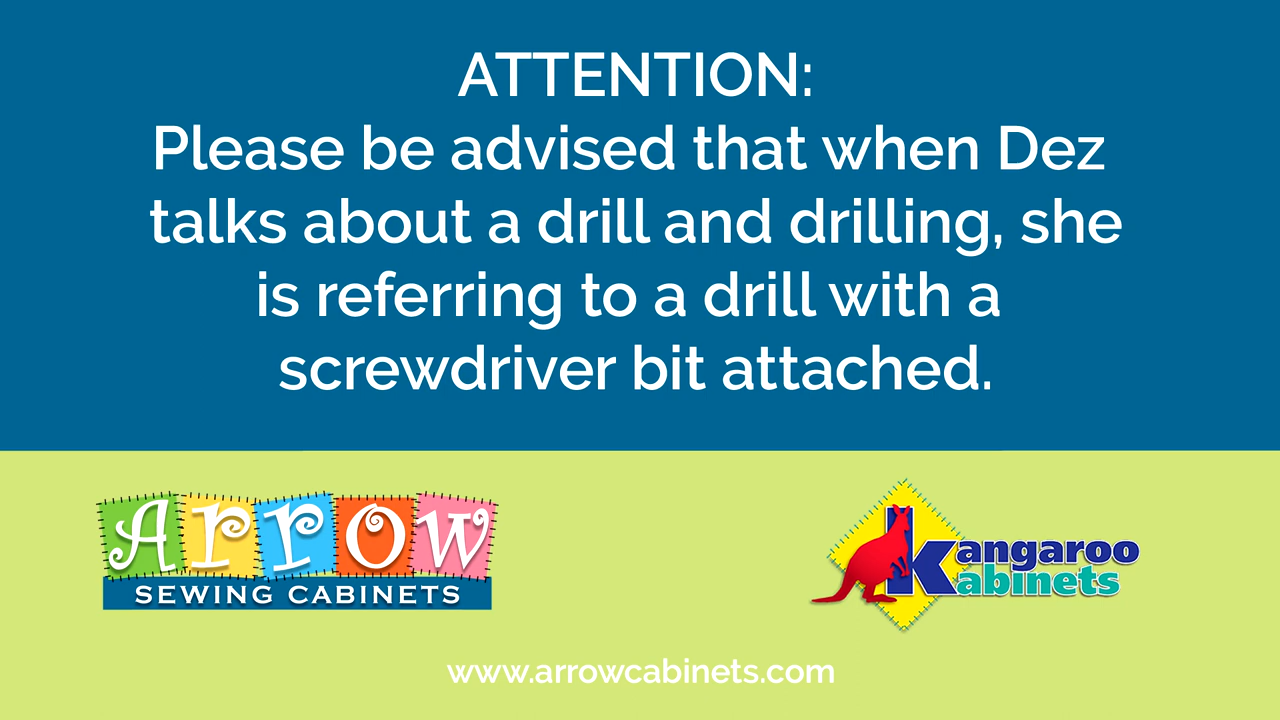 ATTENTION:
Please be advised that when Dez
talks about a drill and drilling, she
is referring to a drill with a
screwdriver bit attached.
Arrow
SEWING CABINETS
Kangaroo
Kabinets
www.arrowcabinets.com